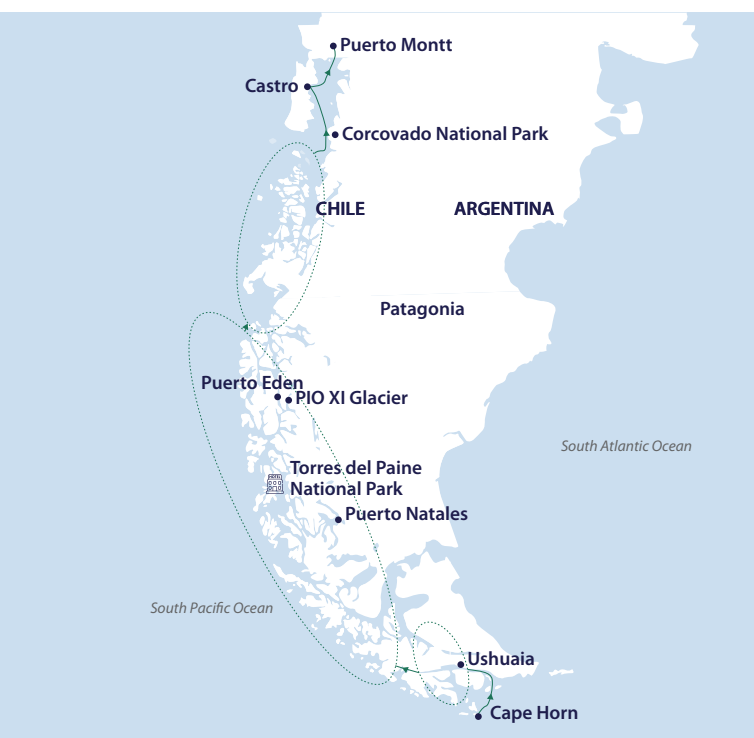 Puerto Montt
Castro
Corcovado National Park
CHILE
ARGENTINA
Patagonia
Puerto Eden
PIO XI Glacier
South Atlantic Ocean
Torres del Paine
National Park
Puerto Natales
South Pacific Ocean
Ushuaia
Cape Horn